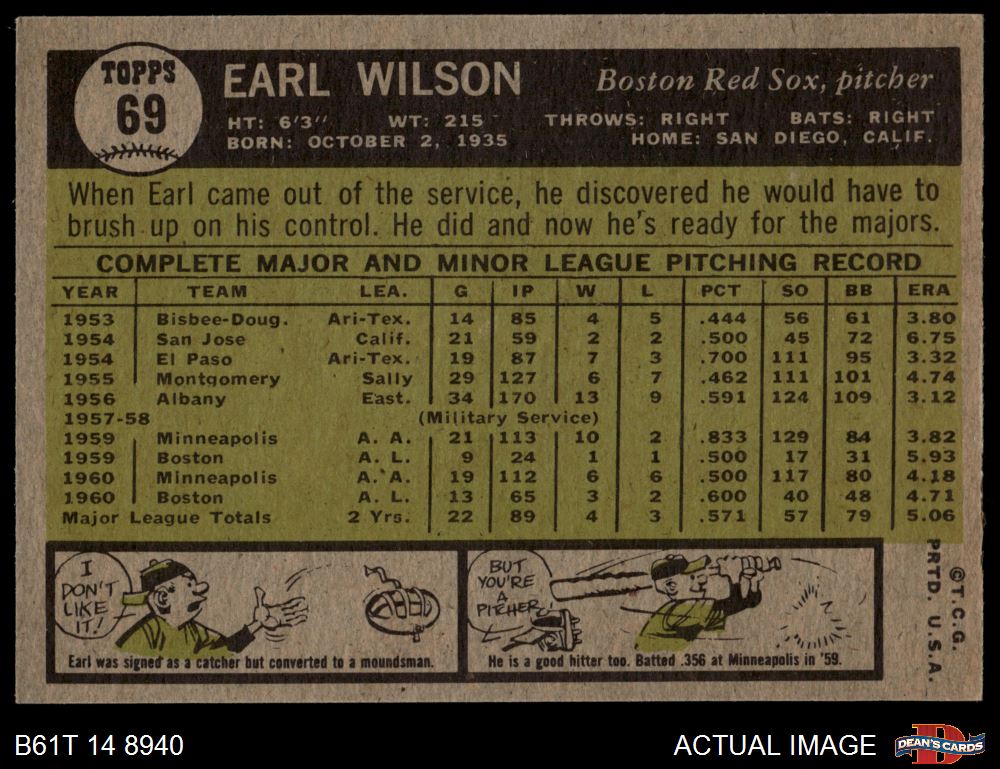 TOPPS
69
EARL WILSON
Boston Red Sox, pitcher
HT: 6'3" WT: 215 THROWS: RIGHT BATS: RIGHT
BORN: OCTOBER 2, 1935 HOME: SAN DIEGO, CALIF.
When Earl came out of the service, he discovered he would have to
brush up on his control. He did and now he's ready for the majors.
COMPLETE MAJOR AND MINOR LEAGUE PITCHING RECORD
YEAR TEAM LEA. G IP W L PCT SO BB ERA
1953 Bisbee-Doug. Ari-Tex. 14 85 4 5 .444 56 61 3.80
1954 San Jose Calif. 21 59 2 2 .500 45 72 6.75
1954 El Paso Ari-Tex. 19 87 7 3 .700 111 95 3.32
1955 Montgomery Sally 29 127 6 7 .462 111 101 4.74
1956 Albany East. 34 170 13 9 .591 124 109 3.12
1957-58 (Military Service)
1959 Minneapolis A. A. 21 113 10 2 .833 129 84 3.82
1959 Boston A. L. 9 24 1 1 .500 17 31 5.93
1960 Minneapolis A. A. 19 112 6 6 .500 117 80 4.18
1960 Boston A. L. 13 65 3 2 .600 40 48 4.71
Major League Totals 2 Yrs. 22 89 4 3 .571 57 79 5.06
I
DON'T
LIKE
IT!
Earl was signed as a catcher but converted to a moundsman.
BUT
YOU'RE
A
PITCHER
He is a good hitter too. Batted .356 at Minneapolis in '59.
©T.C.G.
PRTD. U.S.A.
B61T 14 8940
ACTUAL IMAGE
D
DEAN'S CARDS